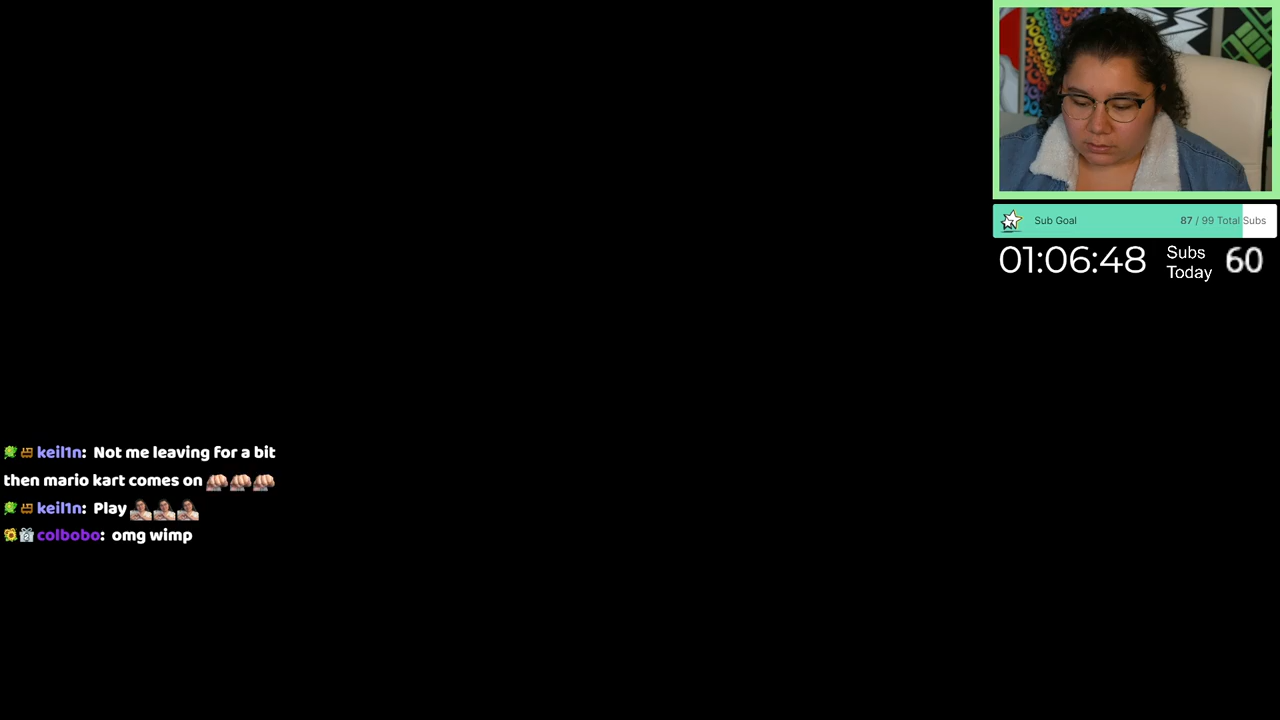 Sub Goal 87 / 99 Total Subs
01:06:48 Subs Today 60
keil1n: Not me leaving for a bit
then mario kart comes on
keil1n: Play
colbobo: omg wimp